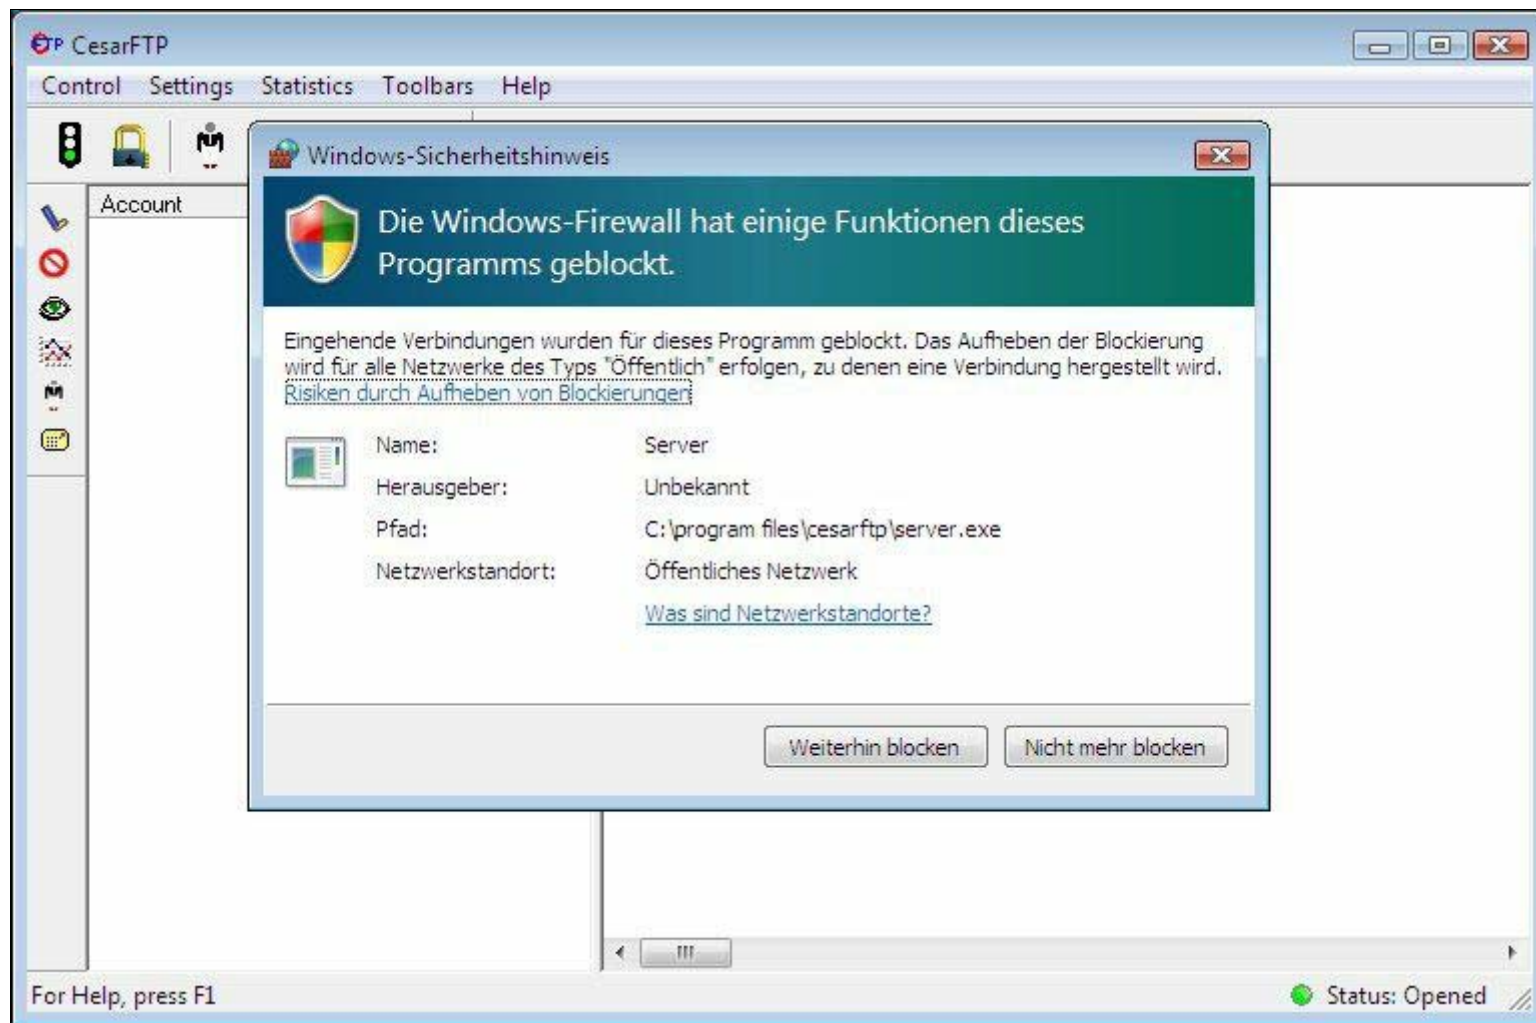 FTP CesarFTP
Control Settings Statistics Toolbars Help
Windows-Sicherheitshinweis
Account
Die Windows-Firewall hat einige Funktionen dieses
Programms geblockt.
Eingehende Verbindungen wurden für dieses Programm geblockt. Das Aufheben der Blockierung
wird für alle Netzwerke des Typs "Öffentlich" erfolgen, zu denen eine Verbindung hergestellt wird.
Risiken durch Aufheben von Blockierungen
Name: Server
Herausgeber: Unbekannt
Pfad: C:\program files\cesarftp\server.exe
Netzwerkstandort: Öffentliches Netzwerk
Was sind Netzwerkstandorte?
Weiterhin blocken Nicht mehr blocken
For Help, press F1 Status: Opened